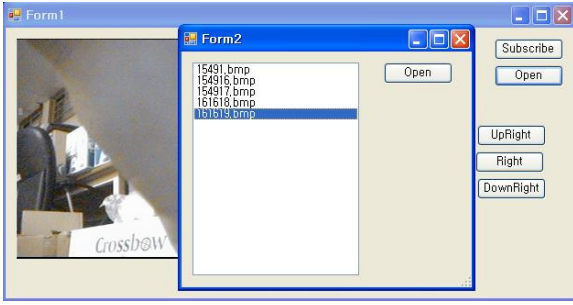 Form1
Form2
Subscribe
Open
15491.bmp
154916.bmp
154917.bmp
161618.bmp
161619.bmp
Open
UpRight
Right
DownRight
Crossbow